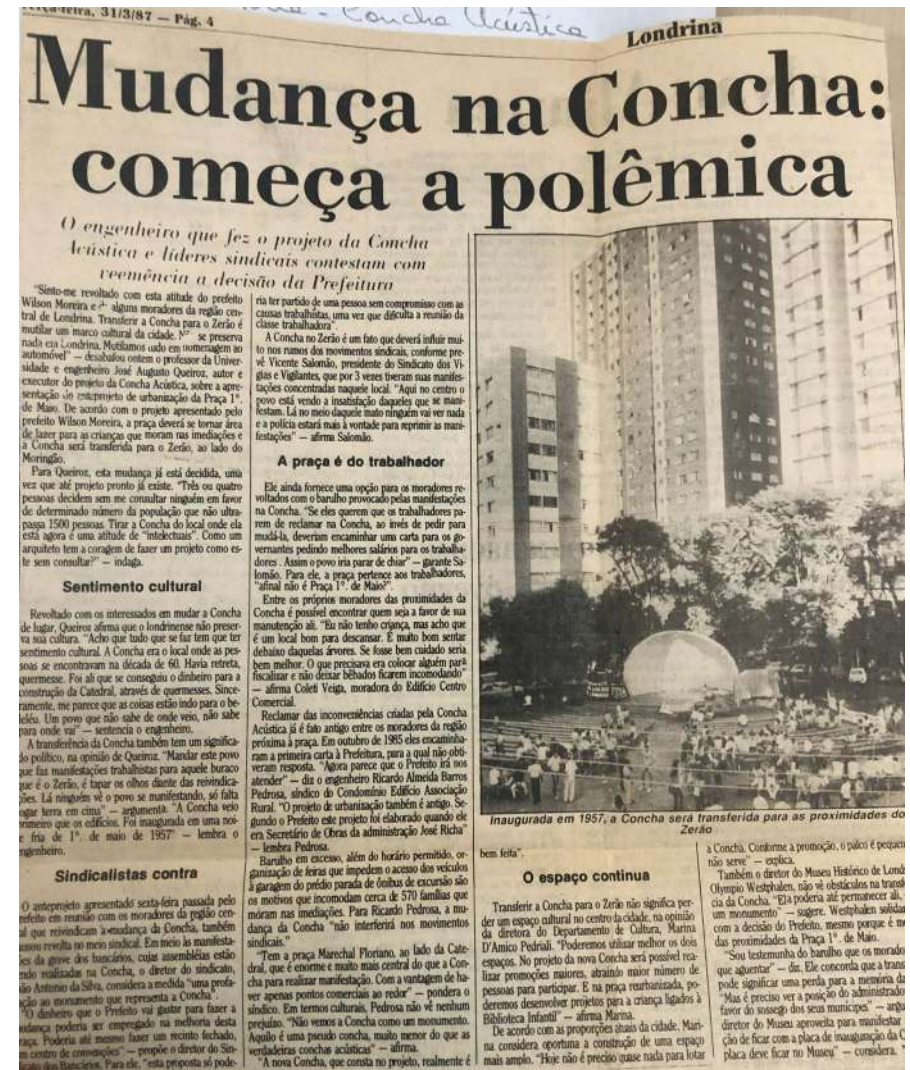 terça-feira, 31/3/87 — Pág. 4
Concha Acústica
Londrina
Mudança na Concha:
começa a polêmica
O engenheiro que fez o projeto da Concha
Acústica e líderes sindicais contestam com
veemência a decisão da Prefeitura
"Sinto-me revoltado com esta atitude do prefeito
Wilson Moreira e alguns moradores da região cen-
tral de Londrina. Transferir a Concha para o Zerão é
mutilar um marco cultural da cidade. se preserva
nada em Londrina. Mutilamos tudo em homenagem ao
automóvel" — desabafou ontem o professor da Univer-
sidade e engenheiro José Augusto Queiroz, autor e
executor do projeto da Concha Acústica, sobre a apre-
sentação do anteprojeto de urbanização da Praça 1º.
de Maio. De acordo com o projeto apresentado pelo
prefeito Wilson Moreira, a praça deverá se tornar área
de lazer para as crianças que moram nas imediações e
a Concha será transferida para o Zerão, ao lado do
Moringão.
Para Queiroz, esta mudança já está decidida, uma
vez que até projeto pronto já existe. "Três ou quatro
pessoas decidem sem me consultar ninguém em favor
de determinado número da população que não ultra-
passa 1500 pessoas. Tirar a Concha do local onde ela
está agora é uma atitude de "intelectuais". Como um
arquiteto tem a coragem de fazer um projeto como es-
te sem consultar?" — indaga.
Sentimento cultural
Revoltado com os interessados em mudar a Concha
de lugar, Queiroz afirma que o londrinense não preser-
va sua cultura. "Acho que tudo que se faz tem que ter
sentimento cultural. A Concha era o local onde as pes-
soas se encontravam na década de 60. Havia retreta,
quermesse. Foi ali que se conseguiu o dinheiro para a
construção da Catedral, através de quermesses. Since-
ramente, me parece que as coisas estão indo para o be-
leléu. Um povo que não sabe de onde veio, não sabe
para onde vai" — sentencia o engenheiro.
A transferência da Concha também tem um significa-
do político, na opinião de Queiroz. "Mandar este povo
que faz manifestações trabalhistas para aquele buraco
que é o Zerão, é tapar os olhos diante das reivindica-
ções. Lá ninguém vê o povo se manifestando, só falta
jogar terra em cima" — argumenta. "A Concha veio
primeiro que os edifícios. Foi inaugurada em uma noi-
te fria de 1º. de maio de 1957" — lembra o
engenheiro.
Sindicalistas contra
O anteprojeto apresentado sexta-feira passada pelo
prefeito em reunião com os moradores da região cen-
tral que reivindicam a mudança da Concha, também
causou revolta no meio sindical. Em meio às manifesta-
ções da greve dos bancários, cujas assembléias estão
sendo realizadas na Concha, o diretor do sindicato,
João Antonio da Silva, considera a medida "uma profa-
nação ao monumento que representa a Concha".
"O dinheiro que o Prefeito vai gastar para fazer a
mudança poderia ser empregado na melhoria desta
praça. Poderia até mesmo fazer um recinto fechado,
um centro de convenções" — propõe o diretor do Sin-
dicato dos Bancários. Para ele, "esta proposta só pode-
ria ter partido de uma pessoa sem compromisso com as
causas trabalhistas, uma vez que dificulta a reunião da
classe trabalhadora".
A Concha no Zerão é um fato que deverá influir mui-
to nos rumos dos movimentos sindicais, conforme pre-
vê Vicente Salomão, presidente do Sindicato dos Vi-
gias e Vigilantes, que por 3 vezes tiveram suas manifes-
tações concentradas naquele local. "Aqui no centro o
povo está vendo a insatisfação daqueles que se mani-
festam. Lá no meio daquele mato ninguém vai ver nada
e a polícia estará mais à vontade para reprimir as mani-
festações" — afirma Salomão.
A praça é do trabalhador
Ele ainda fornece uma opção para os moradores re-
voltados com o barulho provocado pelas manifestações
na Concha. "Se eles querem que os trabalhadores pa-
rem de reclamar na Concha, ao invés de pedir para
mudá-la, deveriam encaminhar uma carta para os go-
vernantes pedindo melhores salários para os trabalha-
dores . Assim o povo iria parar de chiar" — garante Sa-
lomão. Para ele, a praça pertence aos trabalhadores,
"afinal não é Praça 1º. de Maio?".
Entre os próprios moradores das proximidades da
Concha é possível encontrar quem seja a favor de sua
manutenção ali. "Eu não tenho criança, mas acho que
é um local bom para descansar. É muito bom sentar
debaixo daquelas árvores. Se fosse bem cuidado seria
bem melhor. O que precisava era colocar alguém para
fiscalizar e não deixar bêbados ficarem incomodando"
— afirma Coleti Veiga, moradora do Edifício Centro
Comercial.
Reclamar das inconveniências criadas pela Concha
Acústica já é fato antigo entre os moradores da região
próxima à praça. Em outubro de 1985 eles encaminha-
ram a primeira carta à Prefeitura, para a qual não obti-
veram resposta. "Agora parece que o Prefeito irá nos
atender" — diz o engenheiro Ricardo Almeida Barros
Pedrosa, síndico do Condomínio Edifício Associação
Rural. "O projeto de urbanização também é antigo. Se-
gundo o Prefeito este projeto foi elaborado quando ele
era Secretário de Obras da administração José Richa"
— lembra Pedrosa.
Barulho em excesso, além do horário permitido, or-
ganização de feiras que impedem o acesso dos veículos
à garagem do prédio parada de ônibus de excursão são
os motivos que incomodam cerca de 570 famílias que
moram nas imediações. Para Ricardo Pedrosa, a mu-
dança da Concha "não interferirá nos movimentos
sindicais."
"Tem a praça Marechal Floriano, ao lado da Cate-
dral, que é enorme e muito mais central do que a Con-
cha para realizar manifestação. Com a vantagem de ha-
ver apenas pontos comerciais ao redor" — pondera o
síndico. Em termos culturais, Pedrosa não vê nenhum
prejuízo. "Não vemos a Concha como um monumento.
Aquilo é uma pseudo concha, muito menor do que as
verdadeiras conchas acústicas" — afirma.
"A nova Concha, que consta no projeto, realmente é
Inaugurada em 1957, a Concha será transferida para as proximidades do
Zerão
bem feita".
O espaço continua
Transferir a Concha para o Zerão não significa per-
der um espaço cultural no centro da cidade, na opinião
da diretora do Departamento de Cultura, Marina
D'Amico Pedriali. "Poderemos utilizar melhor os dois
espaços. No projeto da nova Concha será possível rea-
lizar promoções maiores, atraindo maior número de
pessoas para participar. E na praça reurbanizada, po-
deremos desenvolver projetos para a criança ligados à
Biblioteca Infantil" — afirma Marina.
De acordo com as proporções atuais da cidade, Mari-
na considera oportuna a construção de uma espaço
mais amplo. "Hoje não é preciso quase nada para lotar
a Concha. Conforme a promoção, o palco é pequen
não serve" — explica.
Também o diretor do Museu Histórico de Londr
Olympio Westphalen, não vê obstáculos na transf
cia da Concha. "Ela poderia até permanecer ali,
um monumento" — sugere. Westphalen solidar
com a decisão do Prefeito, mesmo porque é mo
das proximidades da Praça 1º. de Maio.
"Sou testemunha do barulho que os morador
que aguentar" — diz. Ele concorda que a trans
pode significar uma perda para a memória da
"Mas é preciso ver a posição do administrado
favor do sossego dos seus munícipes" — argu
diretor do Museu aproveita para manifestar
ção de ficar com a placa de inauguração da C
placa deve ficar no Museu" — considera.